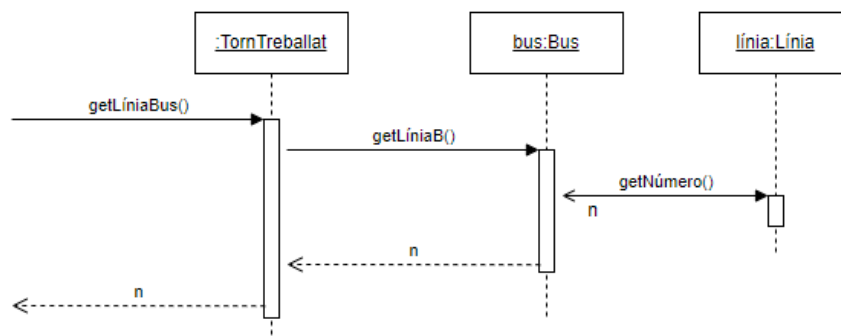 :TornTreballat
bus:Bus
línia:Línia
getLíniaBus()
getLíniaB()
getNúmero()
n
n
n